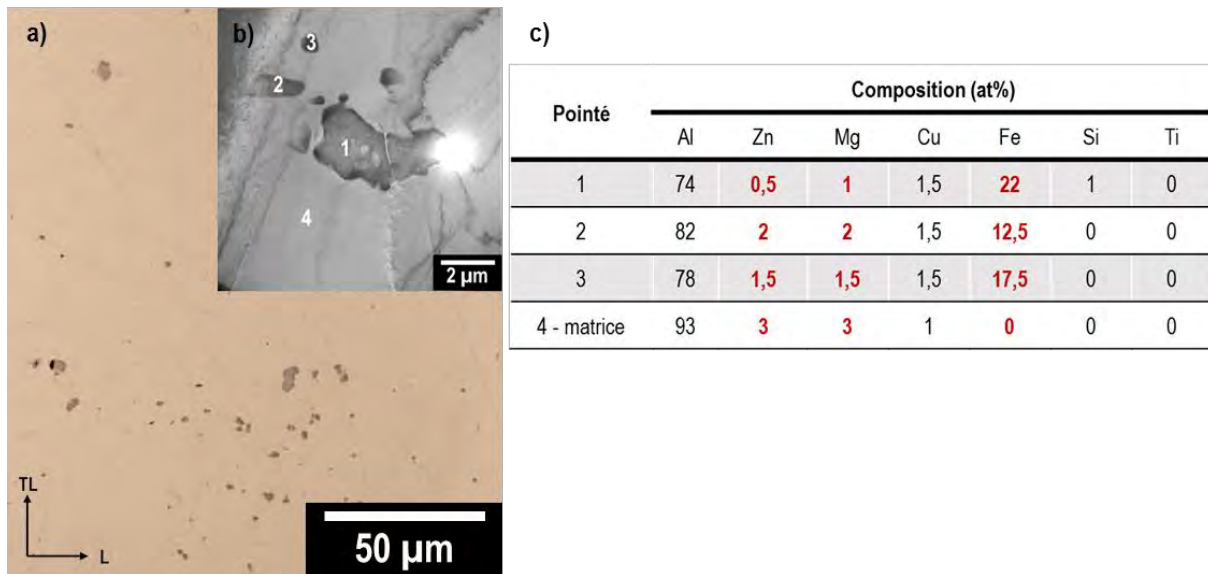 a)
TL
L
50 µm
b)
3
2
1
4
2 µm
c)
Pointé Composition (at%)
Al Zn Mg Cu Fe Si Ti
1 74 0,5 1 1,5 22 1 0
2 82 2 2 1,5 12,5 0 0
3 78 1,5 1,5 1,5 17,5 0 0
4 - matrice 93 3 3 1 0 0 0